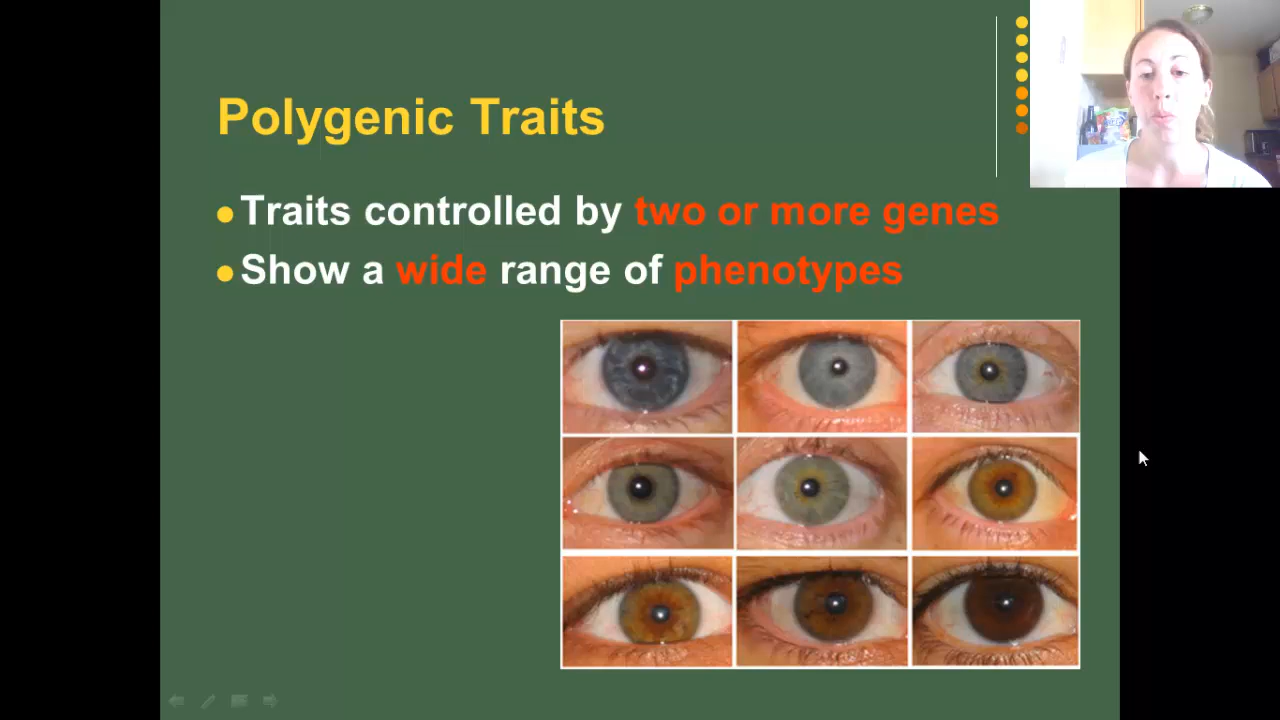 Polygenic Traits
Traits controlled by two or more genes
Show a wide range of phenotypes